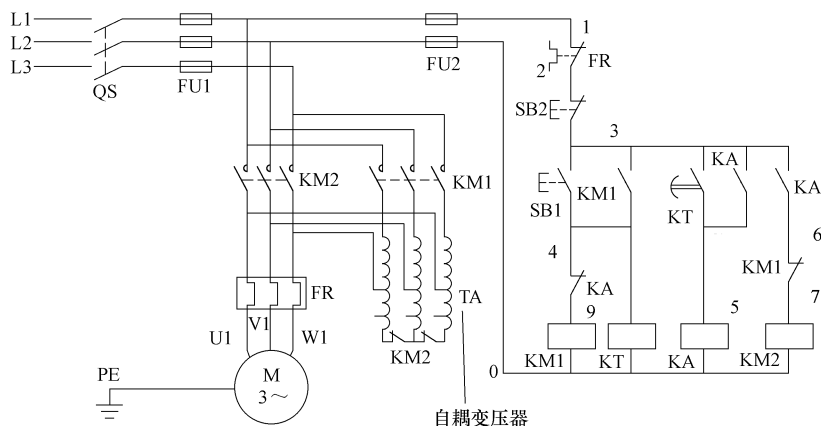 L1
L2
L3
QS
FU1
FU2
1
2
FR
SB2
3
KM2
KM1
SB1
KM1
KT
KA
KA
4
KA
6
KM1
FR
TA
9
5
7
U1
V1
W1
KM2
KM1
KT
KA
KM2
0
PE
M
3～
自耦变压器